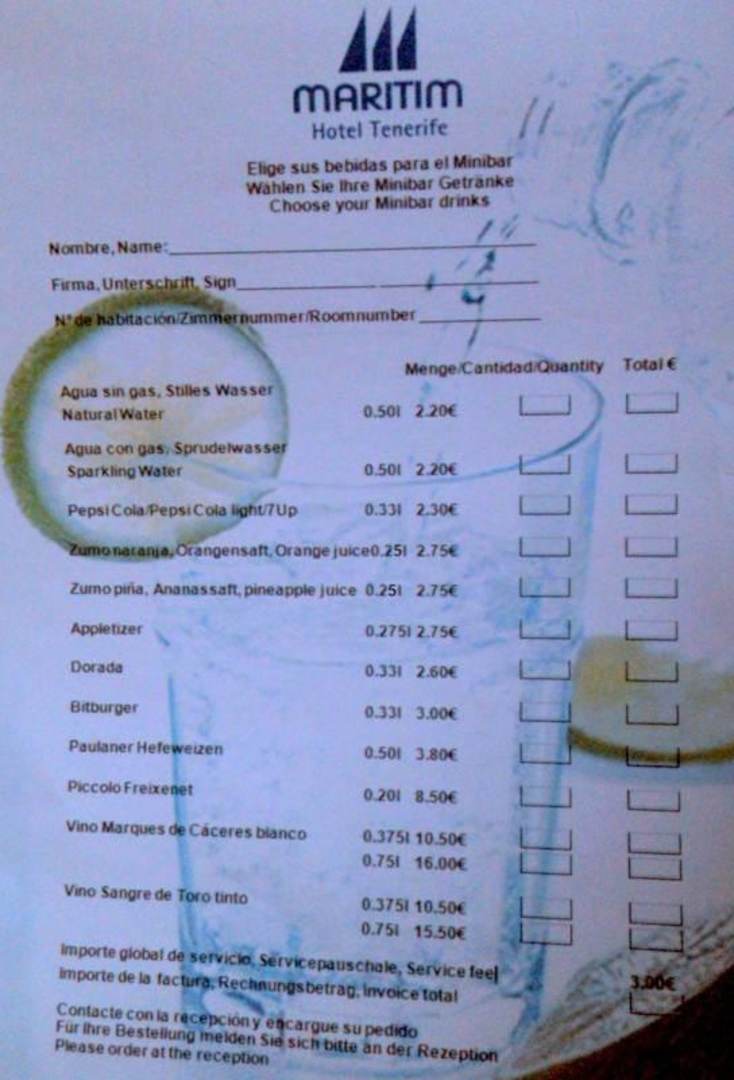 MARITIM
Hotel Tenerife
Elige sus bebidas para el Minibar
Wählen Sie Ihre Minibar Getränke
Choose your Minibar drinks
Nombre, Name:
Firma, Unterschrift, Sign
N° de habitación/Zimmernummer/Roomnumber
Menge/Cantidad/Quantity Total €
Agua sin gas, Stilles Wasser
Natural Water 0.50l 2.20€
Agua con gas, Sprudelwasser
Sparkling Water 0.50l 2.20€
Pepsi Cola/Pepsi Cola light/7Up 0.33l 2.30€
Zumo naranja, Orangensaft, Orange juice 0.25l 2.75€
Zumo piña, Ananassaft, pineapple juice 0.25l 2.75€
Appletizer 0.275l 2.75€
Dorada 0.33l 2.60€
Bitburger 0.33l 3.00€
Paulaner Hefeweizen 0.50l 3.80€
Piccolo Freixenet 0.20l 8.50€
Vino Marques de Cáceres blanco 0.375l 10.50€
0.75l 16.00€
Vino Sangre de Toro tinto 0.375l 10.50€
0.75l 15.50€
Importe global de servicio, Servicepauschale, Service fee| 3.00€
Importe de la factura, Rechnungsbetrag, Invoice total
Contacte con la recepción y encargue su pedido
Für Ihre Bestellung melden Sie sich bitte an der Rezeption
Please order at the reception